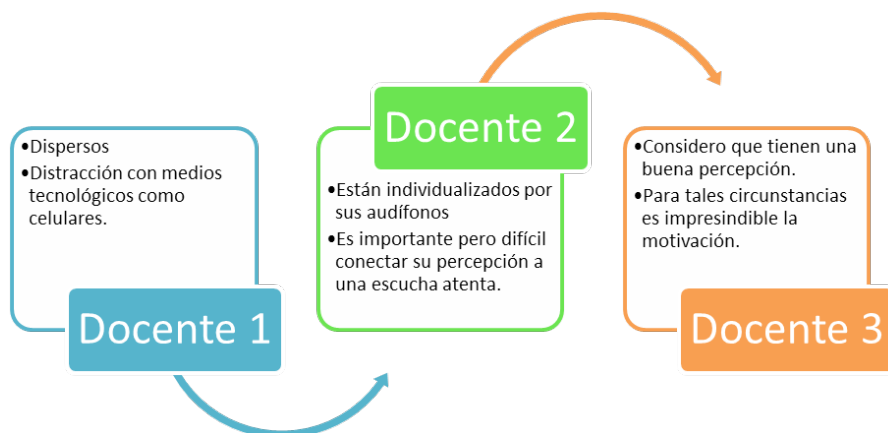 •Dispersos
•Distracción con medios
tecnológicos como
celulares.
Docente 1
Docente 2
•Están individualizados por
sus audífonos
•Es importante pero difícil
conectar su percepción a
una escucha atenta.
•Considero que tienen una
buena percepción.
•Para tales circunstancias
es impresindible la
motivación.
Docente 3